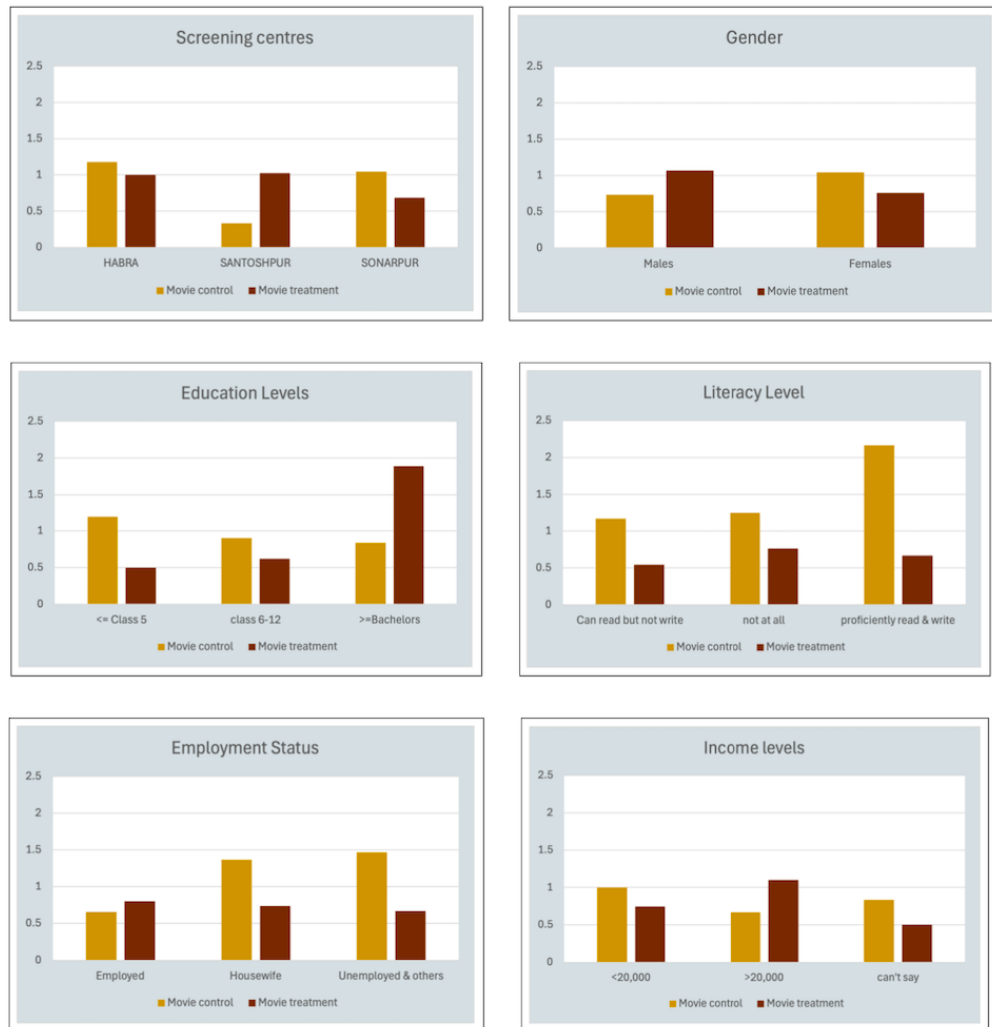 Screening centres
2.5
2
1.5
1
0.5
0
HABRA SANTOSHPUR SONARPUR
Movie control Movie treatment
Gender
2.5
2
1.5
1
0.5
0
Males Females
Movie control Movie treatment
Education Levels
2.5
2
1.5
1
0.5
0
<= Class 5 class 6-12 >=Bachelors
Movie control Movie treatment
Literacy Level
2.5
2
1.5
1
0.5
0
Can read but not write not at all proficiently read & write
Movie control Movie treatment
Employment Status
2.5
2
1.5
1
0.5
0
Employed Housewife Unemployed & others
Movie control Movie treatment
Income levels
2.5
2
1.5
1
0.5
0
<20,000 >20,000 can't say
Movie control Movie treatment